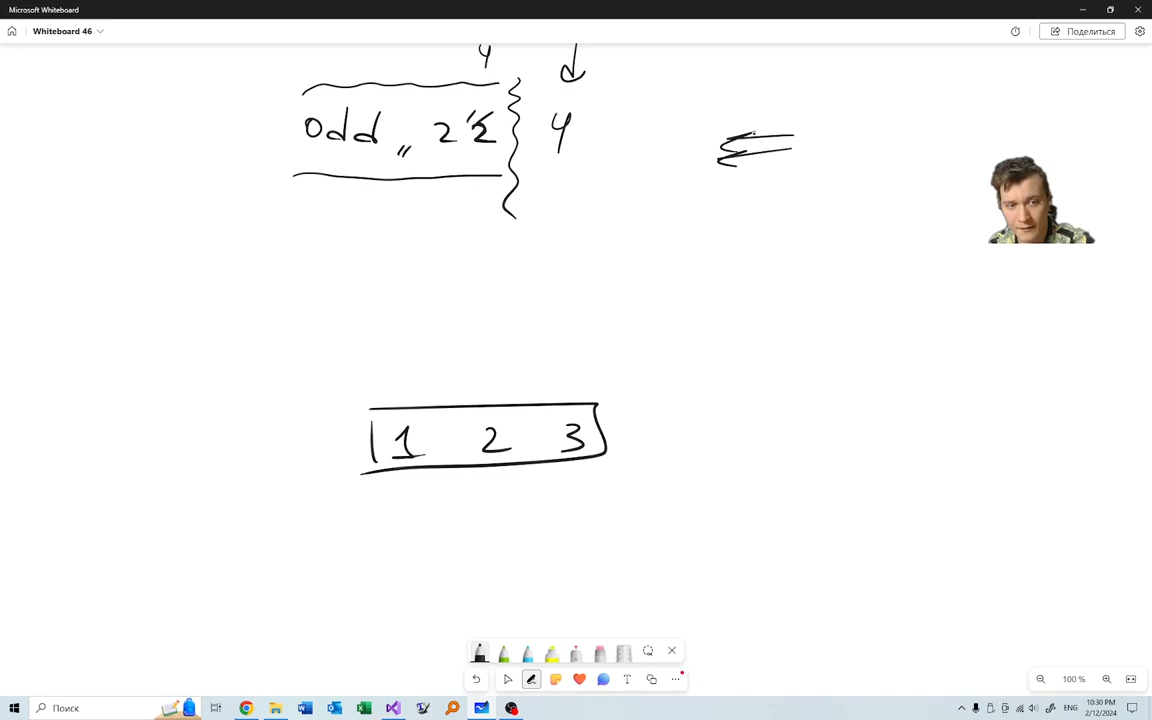 Microsoft Whiteboard
Whiteboard 46
Поделиться
4
odd ,, 2 2
4
1 2 3
100 %
Поиск
ENG
10:30 PM
2/12/2024